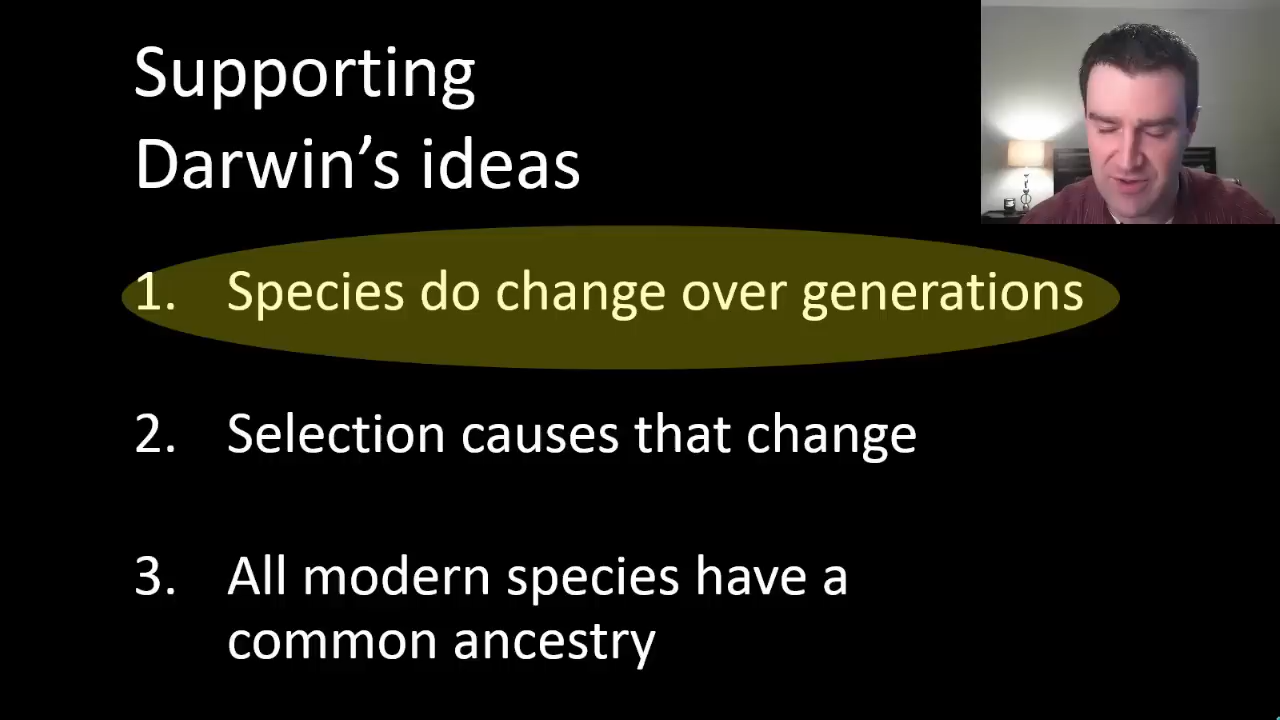 Supporting
Darwin’s ideas
1. Species do change over generations
2. Selection causes that change
3. All modern species have a
common ancestry